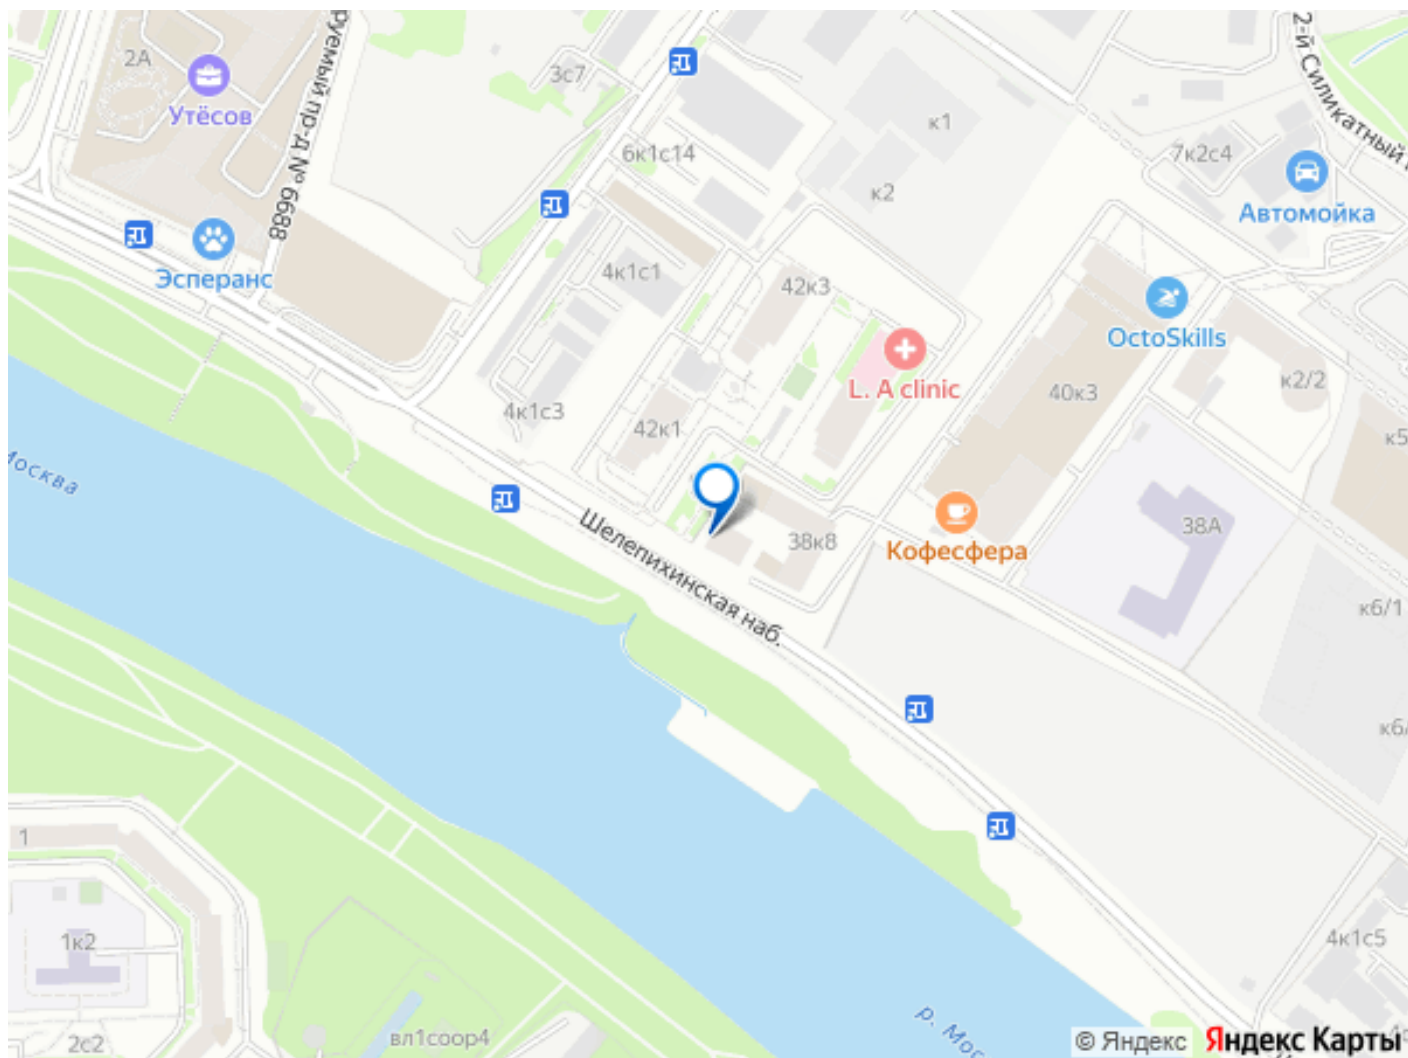 2А
Утёсов
руемый пр-д № 6688
3с7
2-й Силикатный
к1
6к1с14
к2
7к2с4
Автомойка
Эсперанс
4к1с1
42к3
OctoSkills
L. A clinic
к2/2
40к3
4к1с3
42к1
к5
Москва
Шелепихинская наб.
38к8
Кофесфера
38А
к6/1
к6/
1
1к2
4к1с5
2с2
вл1соор4
р. Мос
© Яндекс
Яндекс Карты